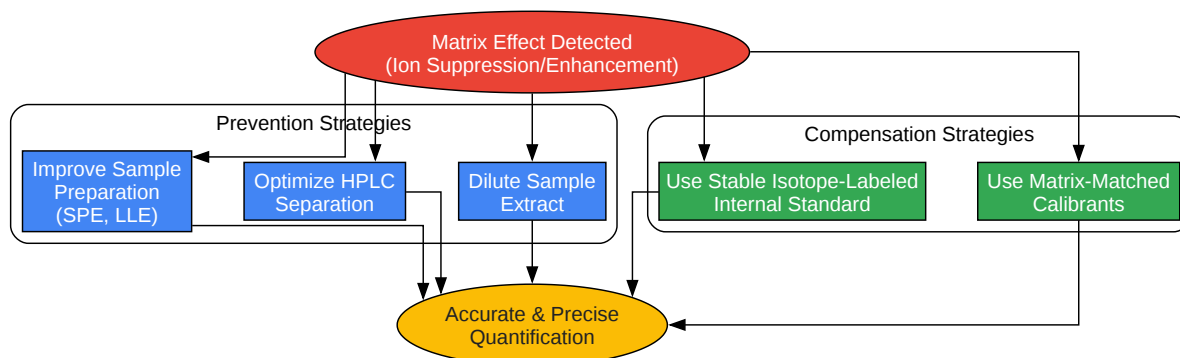 Matrix Effect Detected
(Ion Suppression/Enhancement)
Prevention Strategies
Improve Sample
Preparation
(SPE, LLE)
Optimize HPLC
Separation
Dilute Sample
Extract
Compensation Strategies
Use Stable Isotope-Labeled
Internal Standard
Use Matrix-Matched
Calibrants
Accurate & Precise
Quantification